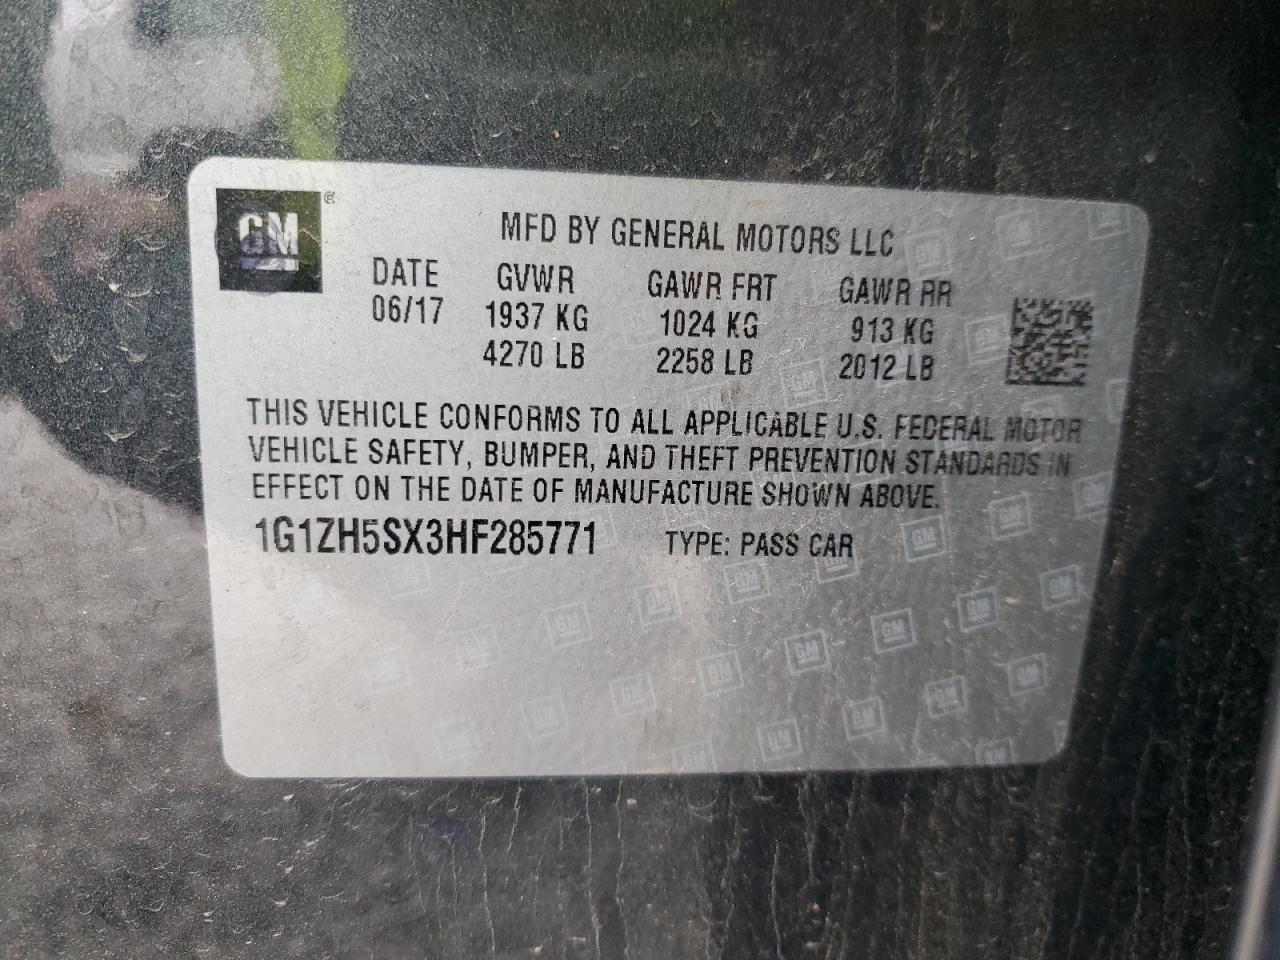 GM ®
MFD BY GENERAL MOTORS LLC
DATE GVWR GAWR FRT GAWR RR
06/17 1937 KG 1024 KG 913 KG
4270 LB 2258 LB 2012 LB
THIS VEHICLE CONFORMS TO ALL APPLICABLE U.S. FEDERAL MOTOR
VEHICLE SAFETY, BUMPER, AND THEFT PREVENTION STANDARDS IN
EFFECT ON THE DATE OF MANUFACTURE SHOWN ABOVE.
1G1ZH5SX3HF285771 TYPE: PASS CAR